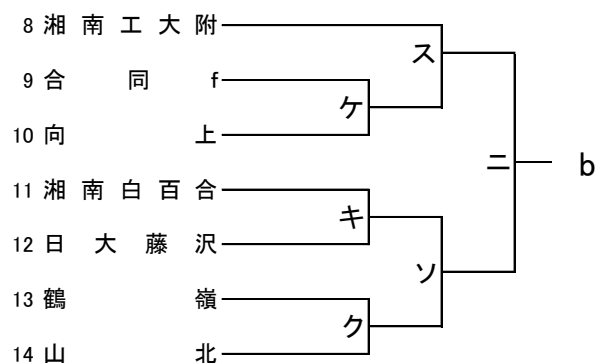 8 湘南工大附
ス
9 合同f
ケ
10 向上
ニ b
11 湘南白百合
キ
12 日大藤沢
ソ
13 鶴嶺
ク
14 山北